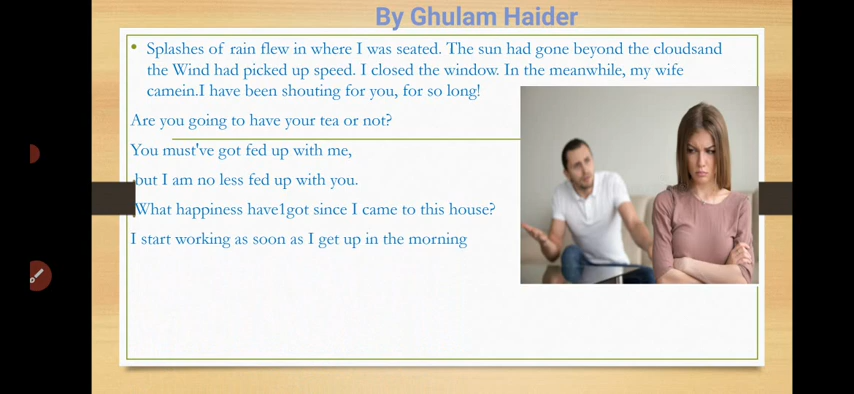 By Ghulam Haider
• Splashes of rain flew in where I was seated. The sun had gone beyond the cloudsand
the Wind had picked up speed. I closed the window. In the meanwhile, my wife
camein.I have been shouting for you, for so long!
Are you going to have your tea or not?
You must've got fed up with me,
but I am no less fed up with you.
What happiness have1got since I came to this house?
I start working as soon as I get up in the morning